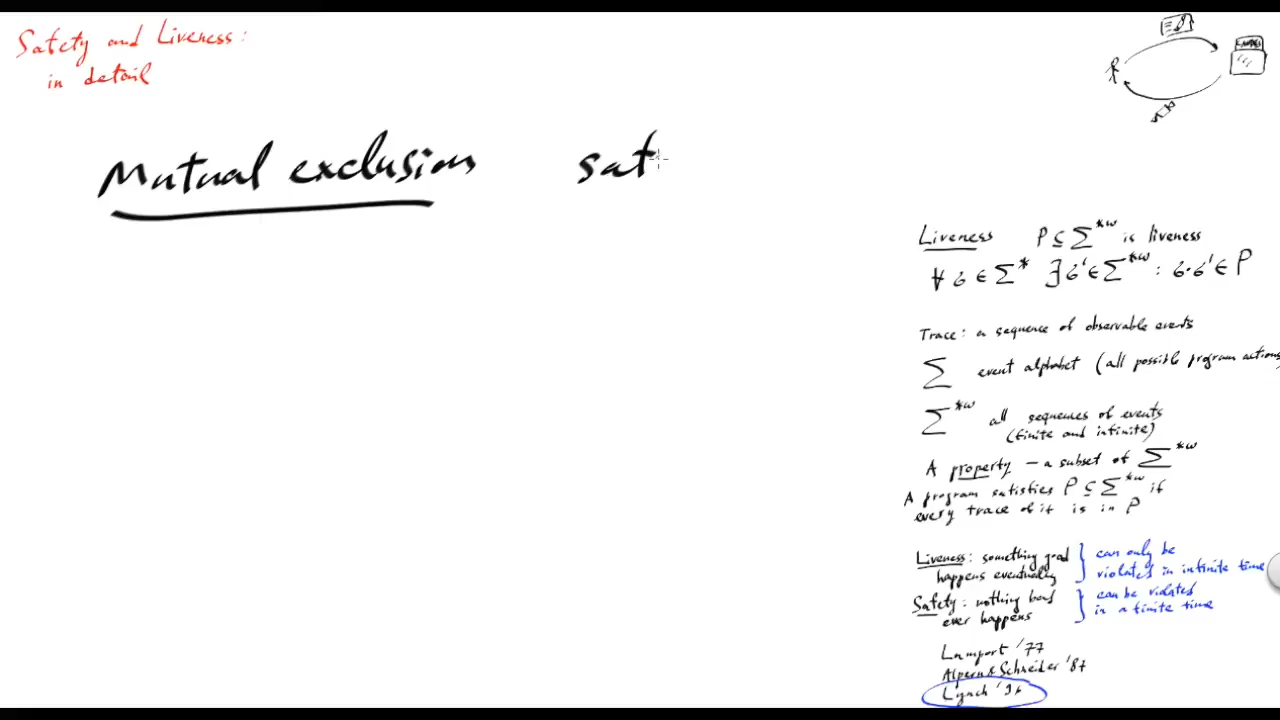 Safety and Liveness:
in detail
Mutual exclusion saf
Liveness P ⊆ Σ*ω is liveness
∀ σ ∈ Σ* ∃σ' ∈ Σ*ω : σ·σ' ∈ P
Trace: a sequence of observable events
Σ event alphabet (all possible program actions
Σ*ω all sequences of events
(finite and infinite)
A property — a subset of Σ*ω
A program satisfies P ⊆ Σ*ω if
every trace of it is in P
Liveness: something good
happens eventually
can only be
violated in infinite time
Safety: nothing bad
ever happens
can be violated
in a finite time
Lamport '77
Alpern & Schneider '87
Lynch '96